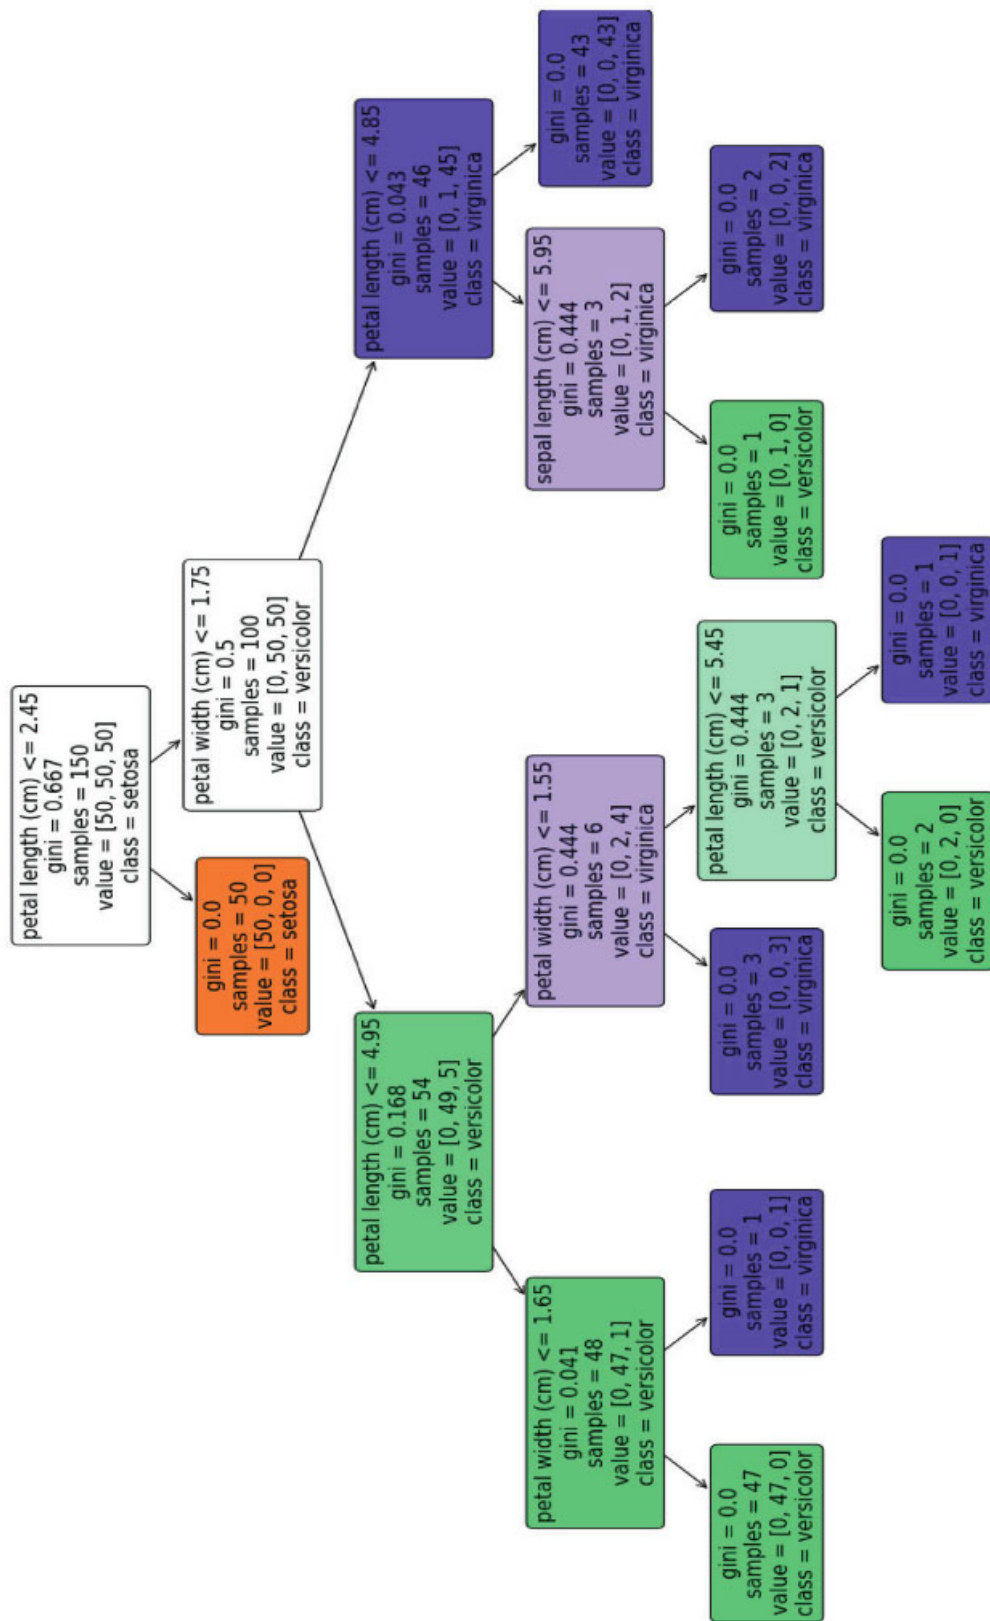 petal length (cm) <= 2.45
gini = 0.667
samples = 150
value = [50, 50, 50]
class = setosa
gini = 0.0
samples = 50
value = [50, 0, 0]
class = setosa
petal width (cm) <= 1.75
gini = 0.5
samples = 100
value = [0, 50, 50]
class = versicolor
petal length (cm) <= 4.95
gini = 0.168
samples = 54
value = [0, 49, 5]
class = versicolor
petal length (cm) <= 4.85
gini = 0.043
samples = 46
value = [0, 1, 45]
class = virginica
petal width (cm) <= 1.65
gini = 0.041
samples = 48
value = [0, 47, 1]
class = versicolor
petal width (cm) <= 1.55
gini = 0.444
samples = 6
value = [0, 2, 4]
class = virginica
sepal length (cm) <= 5.95
gini = 0.444
samples = 3
value = [0, 1, 2]
class = virginica
gini = 0.0
samples = 43
value = [0, 0, 43]
class = virginica
gini = 0.0
samples = 47
value = [0, 47, 0]
class = versicolor
gini = 0.0
samples = 1
value = [0, 0, 1]
class = virginica
gini = 0.0
samples = 3
value = [0, 0, 3]
class = virginica
petal length (cm) <= 5.45
gini = 0.444
samples = 3
value = [0, 2, 1]
class = versicolor
gini = 0.0
samples = 1
value = [0, 1, 0]
class = versicolor
gini = 0.0
samples = 2
value = [0, 0, 2]
class = virginica
gini = 0.0
samples = 2
value = [0, 2, 0]
class = versicolor
gini = 0.0
samples = 1
value = [0, 0, 1]
class = virginica